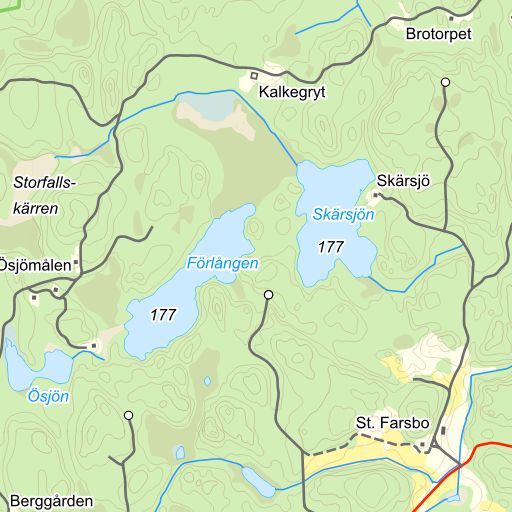 Brotorpet
Kalkegryt
Storfalls-
kärren
Skärsjö
Skärsjön
177
Förlången
Ösjömålen
177
Ösjön
St. Farsbo
Berggården